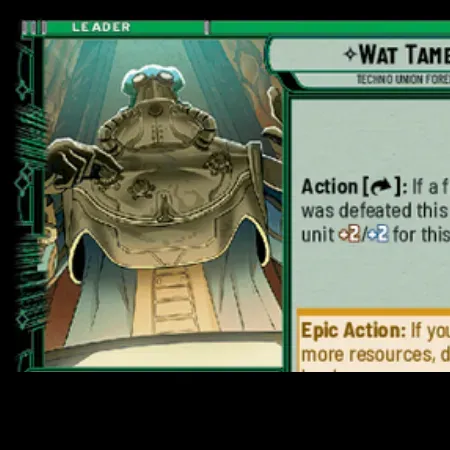 LEADER
WAT TAME
TECHNO UNION FORE
Action [ ]: If a f
was defeated this
unit +2/+2 for this
Epic Action: If you
more resources, d